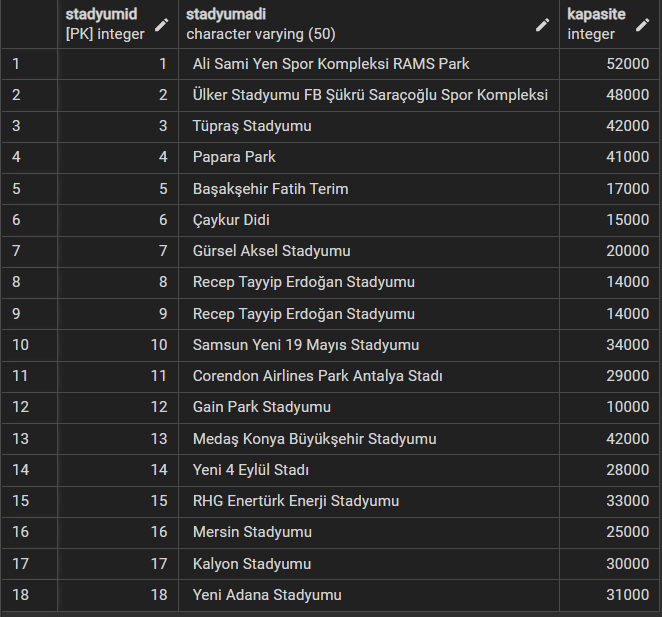 stadyumid stadyumadi kapasite
[PK] integer character varying (50) integer
1 1 Ali Sami Yen Spor Kompleksi RAMS Park 52000
2 2 Ülker Stadyumu FB Şükrü Saraçoğlu Spor Kompleksi 48000
3 3 Tüpraş Stadyumu 42000
4 4 Papara Park 41000
5 5 Başakşehir Fatih Terim 17000
6 6 Çaykur Didi 15000
7 7 Gürsel Aksel Stadyumu 20000
8 8 Recep Tayyip Erdoğan Stadyumu 14000
9 9 Recep Tayyip Erdoğan Stadyumu 14000
10 10 Samsun Yeni 19 Mayıs Stadyumu 34000
11 11 Corendon Airlines Park Antalya Stadı 29000
12 12 Gain Park Stadyumu 10000
13 13 Medaş Konya Büyükşehir Stadyumu 42000
14 14 Yeni 4 Eylül Stadı 28000
15 15 RHG Enertürk Enerji Stadyumu 33000
16 16 Mersin Stadyumu 25000
17 17 Kalyon Stadyumu 30000
18 18 Yeni Adana Stadyumu 31000